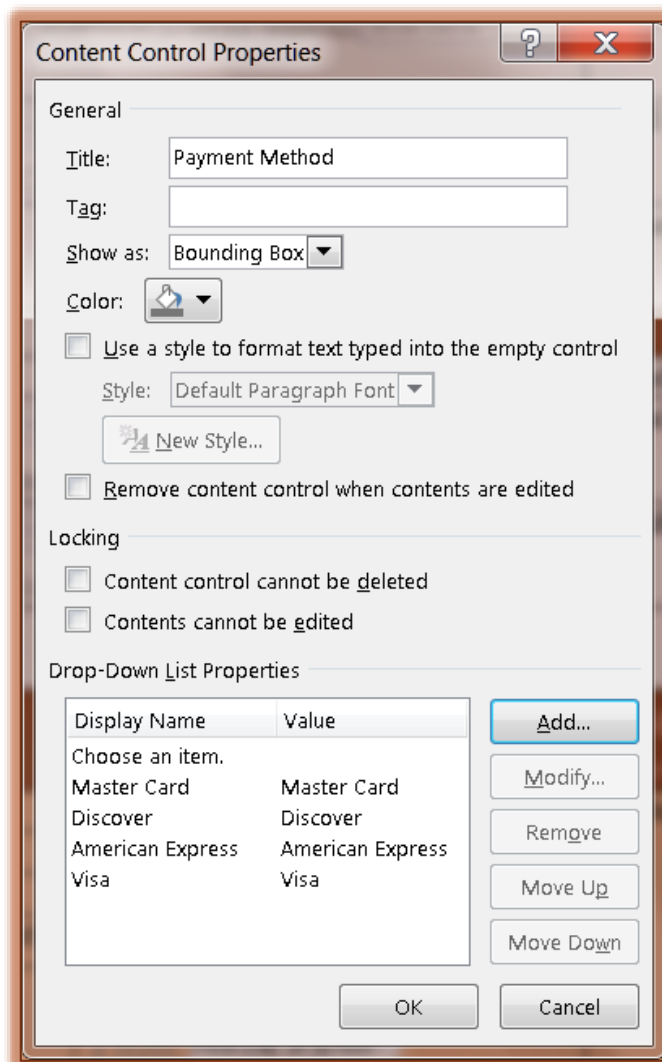 Content Control Properties
General
Title: Payment Method
Tag:
Show as: Bounding Box
Color:
Use a style to format text typed into the empty control
Style: Default Paragraph Font
New Style...
Remove content control when contents are edited
Locking
Content control cannot be deleted
Contents cannot be edited
Drop-Down List Properties
Display Name Value
Add...
Choose an item.
Master Card Master Card
Modify...
Discover Discover
Remove
American Express American Express
Visa Visa
Move Up
Move Down
OK Cancel